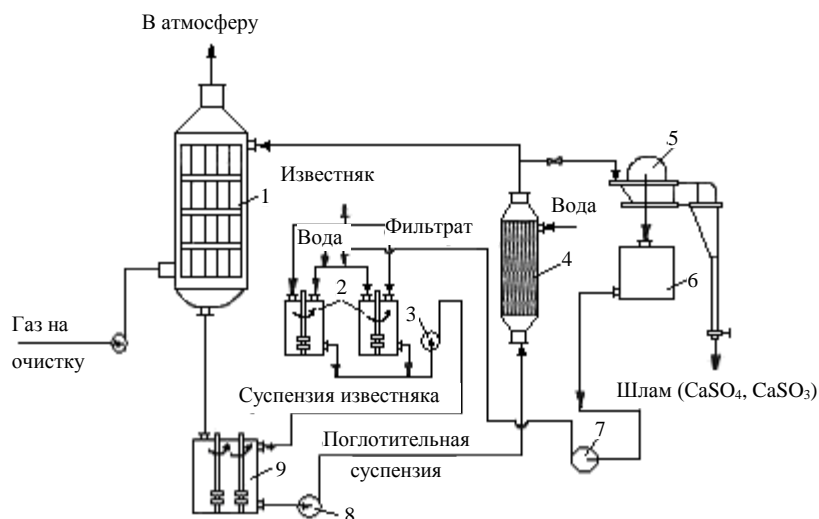 В атмосферу
5
Известняк
1
Фильтрат
Вода
Вода
4
2
6
3
Газ на
очистку
Шлам (CaSO₄, CaSO₃)
Суспензия известняка
7
Поглотительная
суспензия
9
8